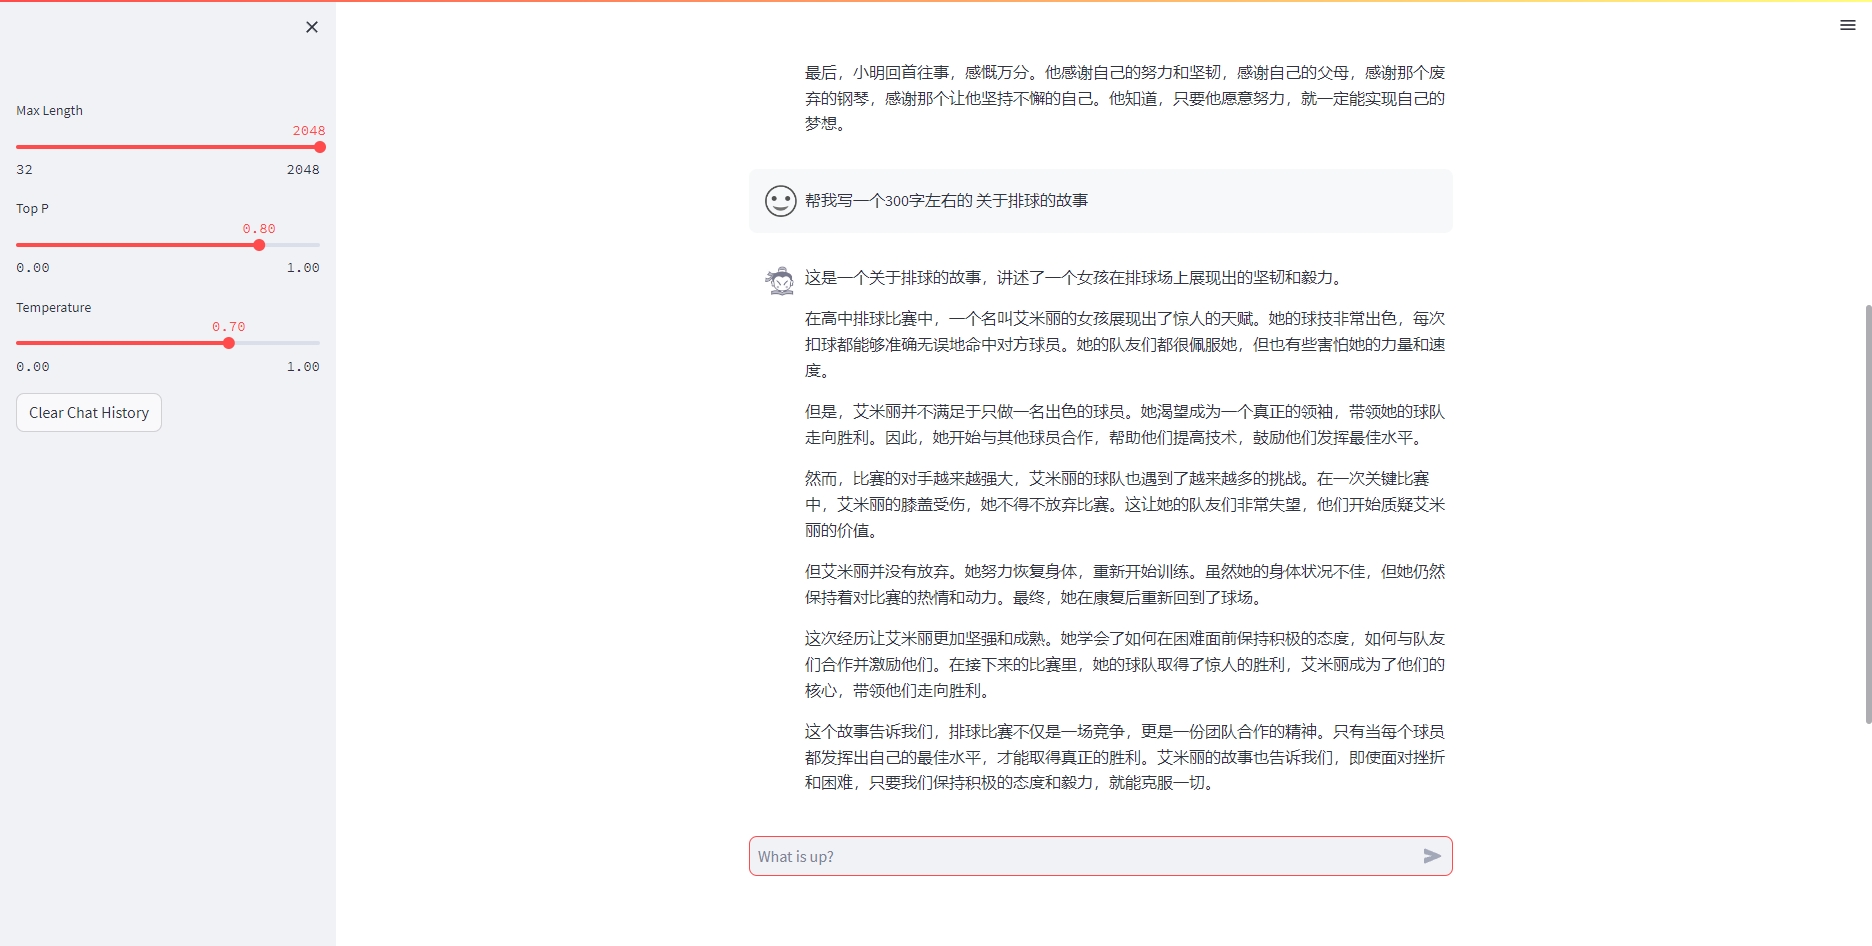 Max Length
2048
32 2048
Top P
0.80
0.00 1.00
Temperature
0.70
0.00 1.00
Clear Chat History
最后，小明回首往事，感慨万分。他感谢自己的努力和坚韧，感谢自己的父母，感谢那个废
弃的钢琴，感谢那个让他坚持不懈的自己。他知道，只要他愿意努力，就一定能实现自己的
梦想。
帮我写一个300字左右的 关于排球的故事
这是一个关于排球的故事，讲述了一个女孩在排球场上展现出的坚韧和毅力。
在高中排球比赛中，一个名叫艾米丽的女孩展现出了惊人的天赋。她的球技非常出色，每次
扣球都能够准确无误地命中对方球员。她的队友们都很佩服她，但也有些害怕她的力量和速
度。
但是，艾米丽并不满足于只做一名出色的球员。她渴望成为一个真正的领袖，带领她的球队
走向胜利。因此，她开始与其他球员合作，帮助他们提高技术，鼓励他们发挥最佳水平。
然而，比赛的对手越来越强大，艾米丽的球队也遇到了越来越多的挑战。在一次关键比赛
中，艾米丽的膝盖受伤，她不得不放弃比赛。这让她的队友们非常失望，他们开始质疑艾米
丽的价值。
但艾米丽并没有放弃。她努力恢复身体，重新开始训练。虽然她的身体状况不佳，但她仍然
保持着对比赛的热情和动力。最终，她在康复后重新回到了球场。
这次经历让艾米丽更加坚强和成熟。她学会了如何在困难面前保持积极的态度，如何与队友
们合作并激励他们。在接下来的比赛里，她的球队取得了惊人的胜利，艾米丽成为了他们的
核心，带领他们走向胜利。
这个故事告诉我们，排球比赛不仅是一场竞争，更是一份团队合作的精神。只有当每个球员
都发挥出自己的最佳水平，才能取得真正的胜利。艾米丽的故事也告诉我们，即使面对挫折
和困难，只要我们保持积极的态度和毅力，就能克服一切。
What is up?